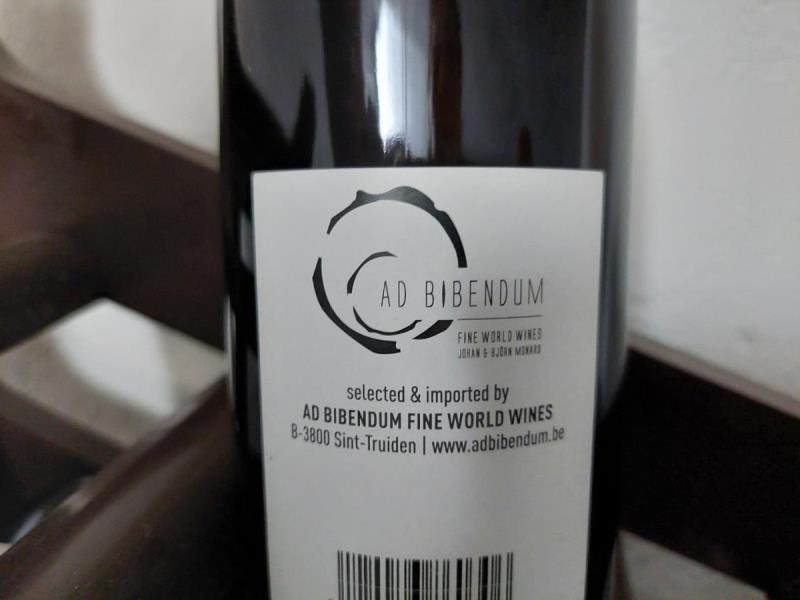 AD BIBENDUM
FINE WORLD WINES
JOHAN & BJÖRN MONARD
selected & imported by
AD BIBENDUM FINE WORLD WINES
B-3800 Sint-Truiden | www.adbibendum.be